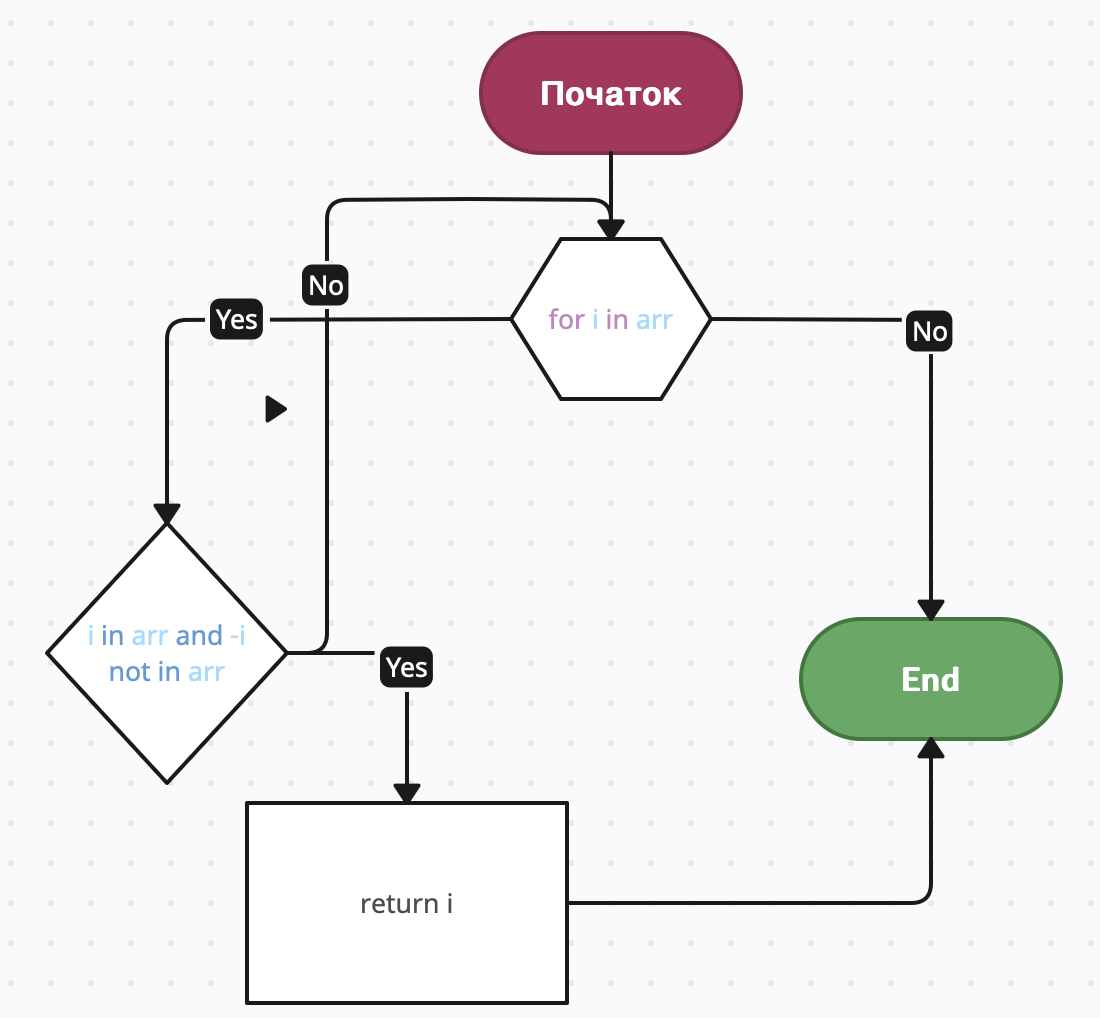 Початок
No
Yes
for i in arr
No
i in arr and -i
not in arr
Yes
End
return i